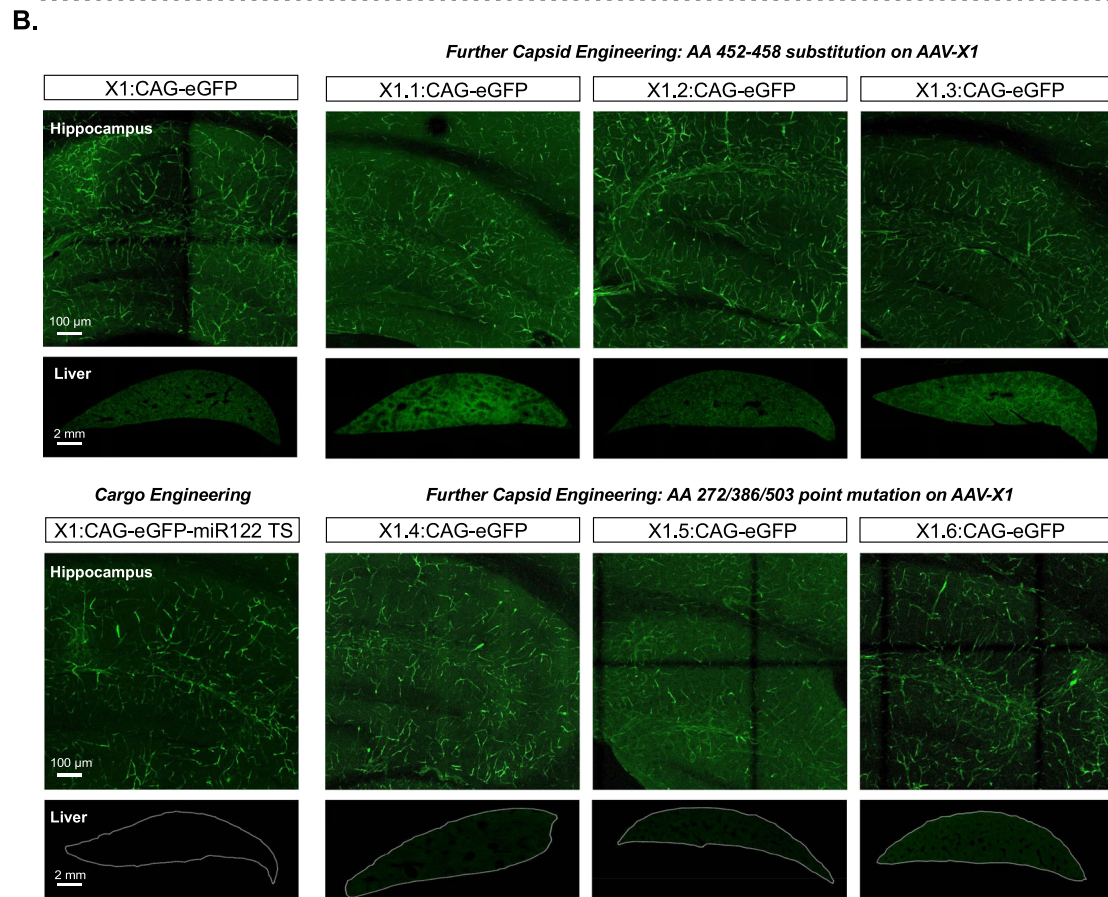 B.
Further Capsid Engineering: AA 452-458 substitution on AAV-X1
X1:CAG-eGFP
X1.1:CAG-eGFP
X1.2:CAG-eGFP
X1.3:CAG-eGFP
Hippocampus
100 µm
Liver
2 mm
Cargo Engineering
Further Capsid Engineering: AA 272/386/503 point mutation on AAV-X1
X1:CAG-eGFP-miR122 TS
X1.4:CAG-eGFP
X1.5:CAG-eGFP
X1.6:CAG-eGFP
Hippocampus
100 µm
Liver
2 mm